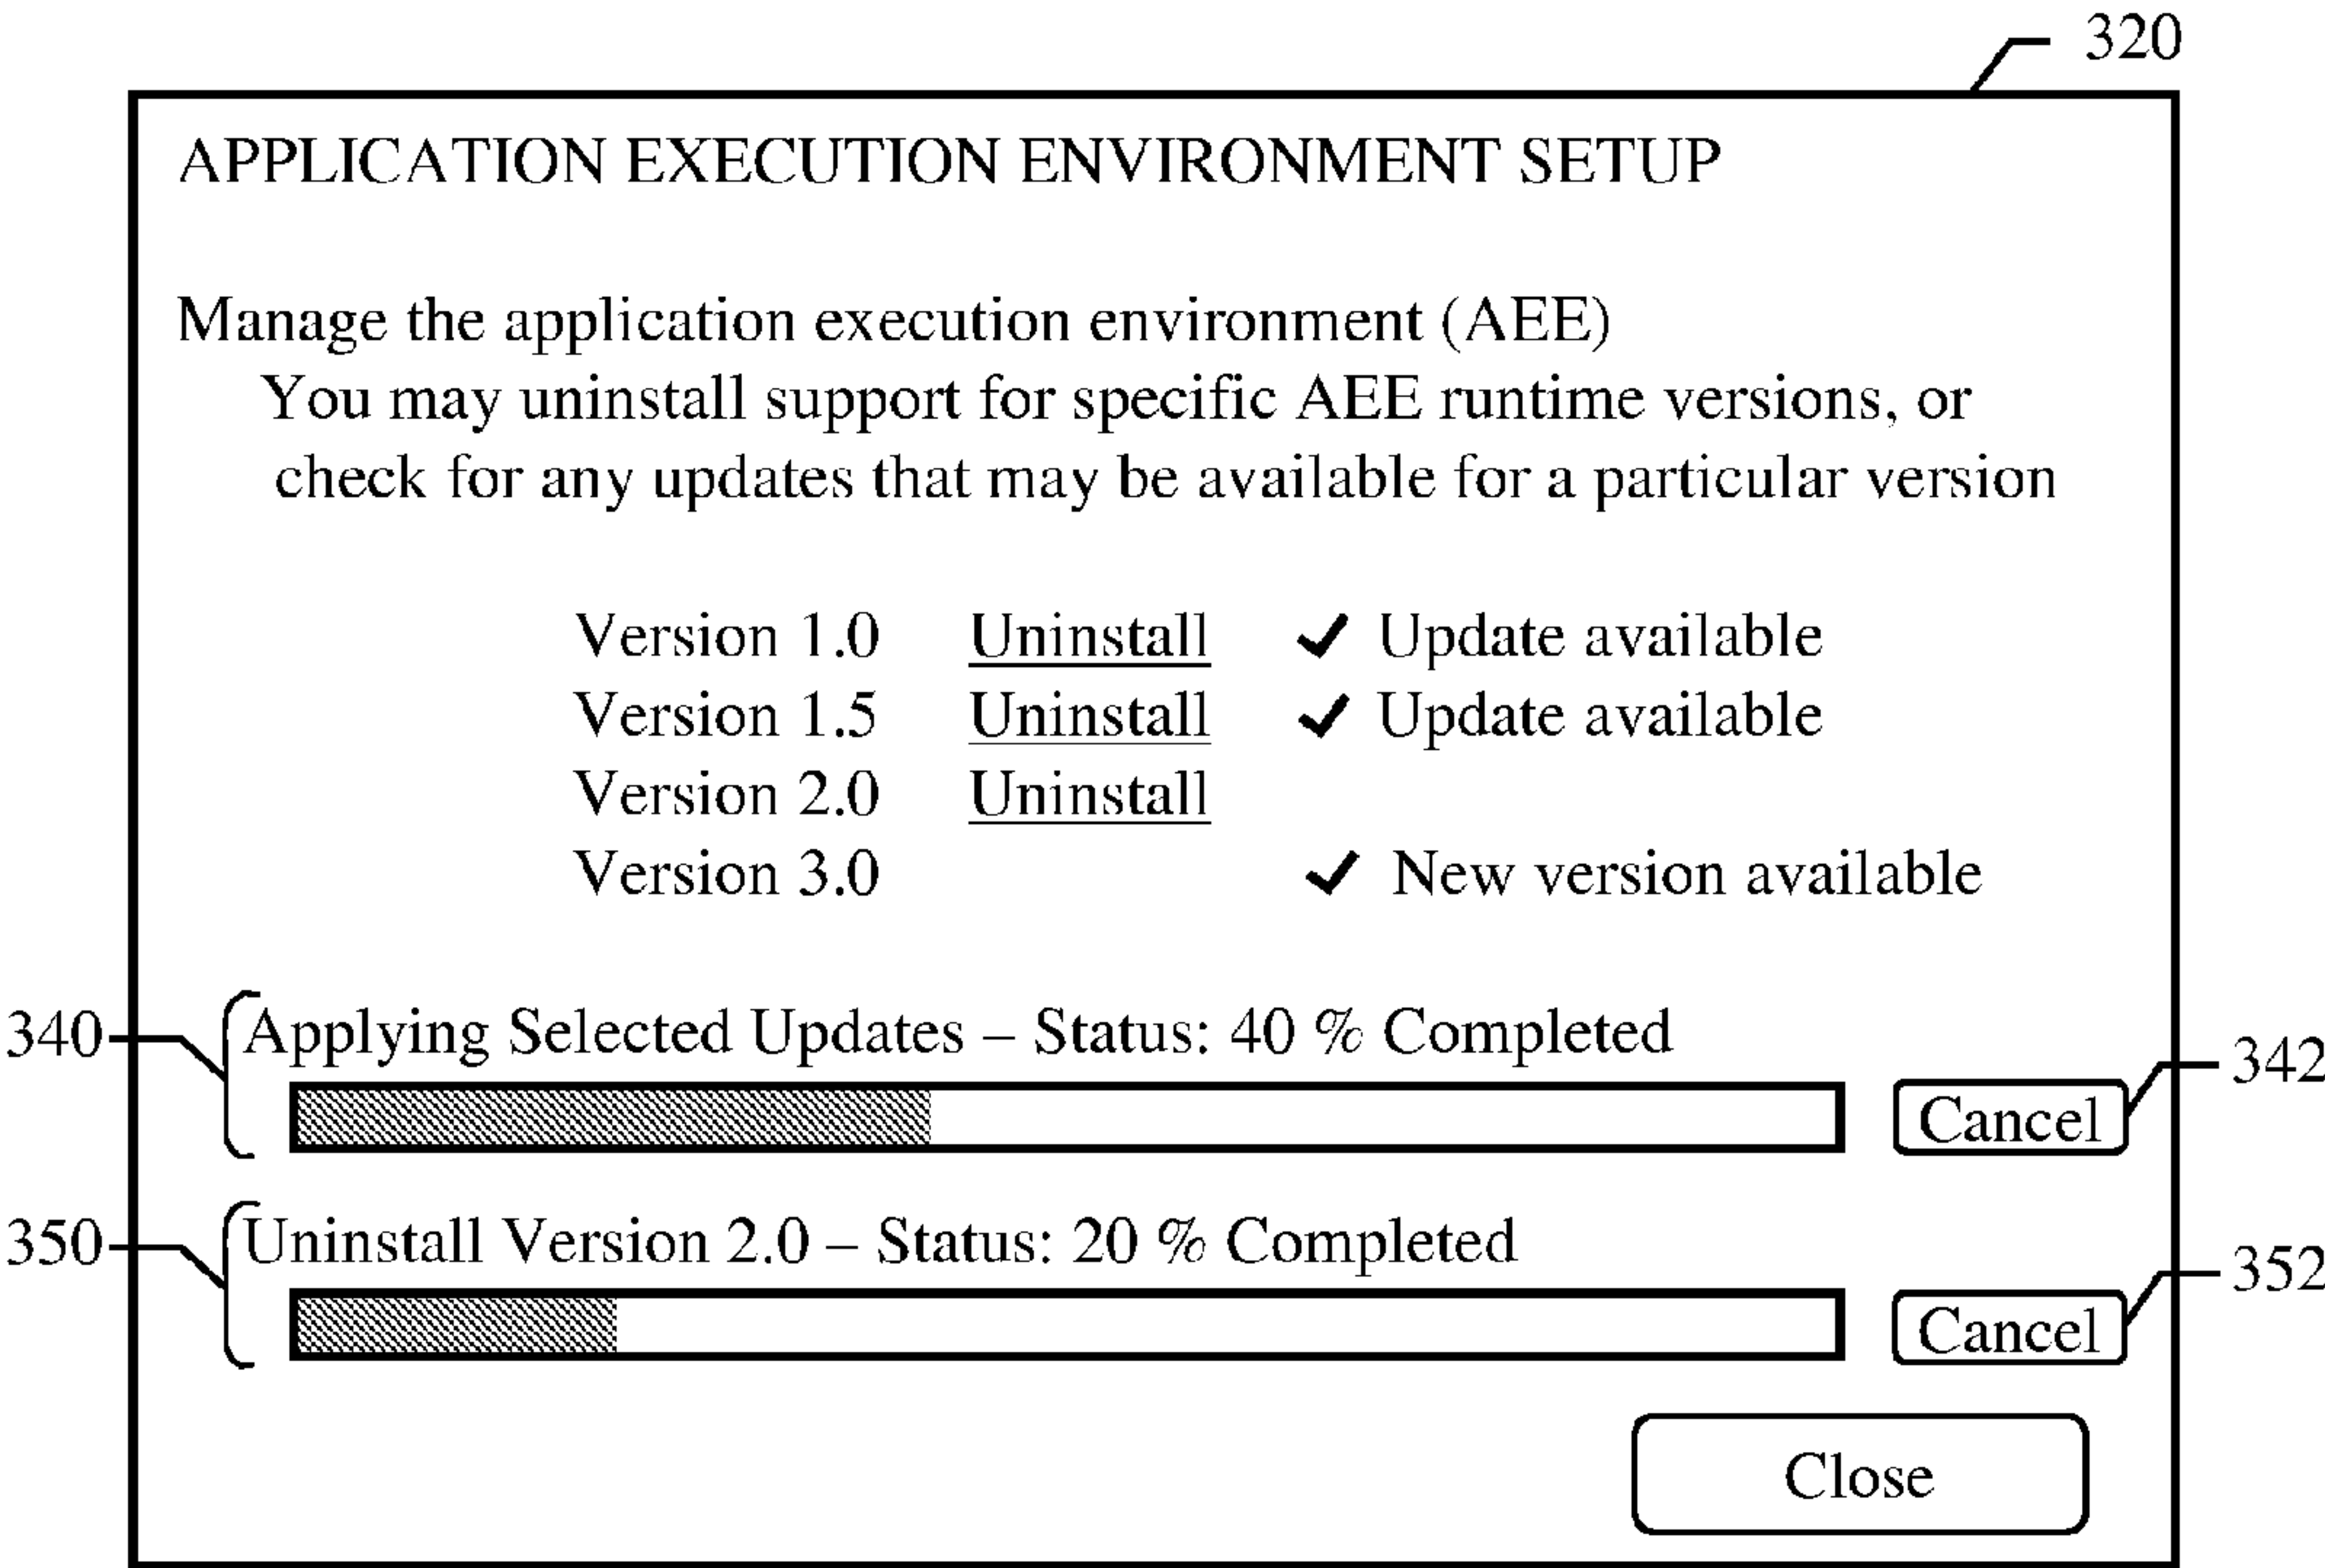 320
APPLICATION EXECUTION ENVIRONMENT SETUP
Manage the application execution environment (AEE)
You may uninstall support for specific AEE runtime versions, or
check for any updates that may be available for a particular version
Version 1.0 Uninstall ✓ Update available
Version 1.5 Uninstall ✓ Update available
Version 2.0 Uninstall
Version 3.0 ✓ New version available
340 Applying Selected Updates – Status: 40 % Completed
Cancel 342
350 Uninstall Version 2.0 – Status: 20 % Completed
Cancel 352
Close